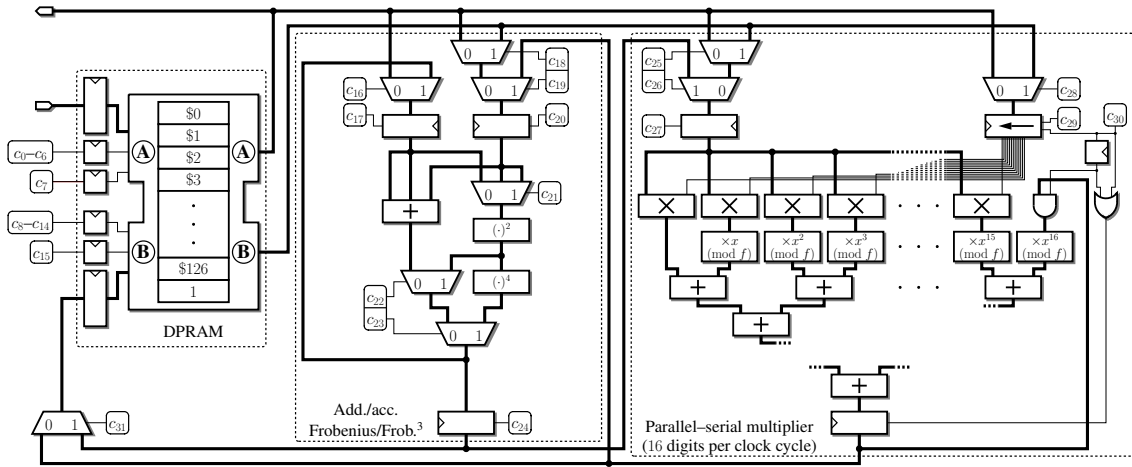 c18
0 1
c25
0 1
c16
0 1
0 1
c19
c26
1 0
0 1
c28
$0
c17
c20
c27
c29
c30
$1
c0–c6
A
$2
A
c7
$3
0 1
c21
+
× × × × · · · ×
c8–c14
·
·
·
(·)²
c15
B
B
×x
(mod f)
×x²
(mod f)
×x³
(mod f)
· · ·
×x¹⁵
(mod f)
×x¹⁶
(mod f)
$126
0 1
(·)⁴
1
c22
+ + · · · +
c23
0 1
+
DPRAM
+
Add./acc.
Frobenius/Frob.³
c24
0 1
c31
Parallel–serial multiplier
(16 digits per clock cycle)